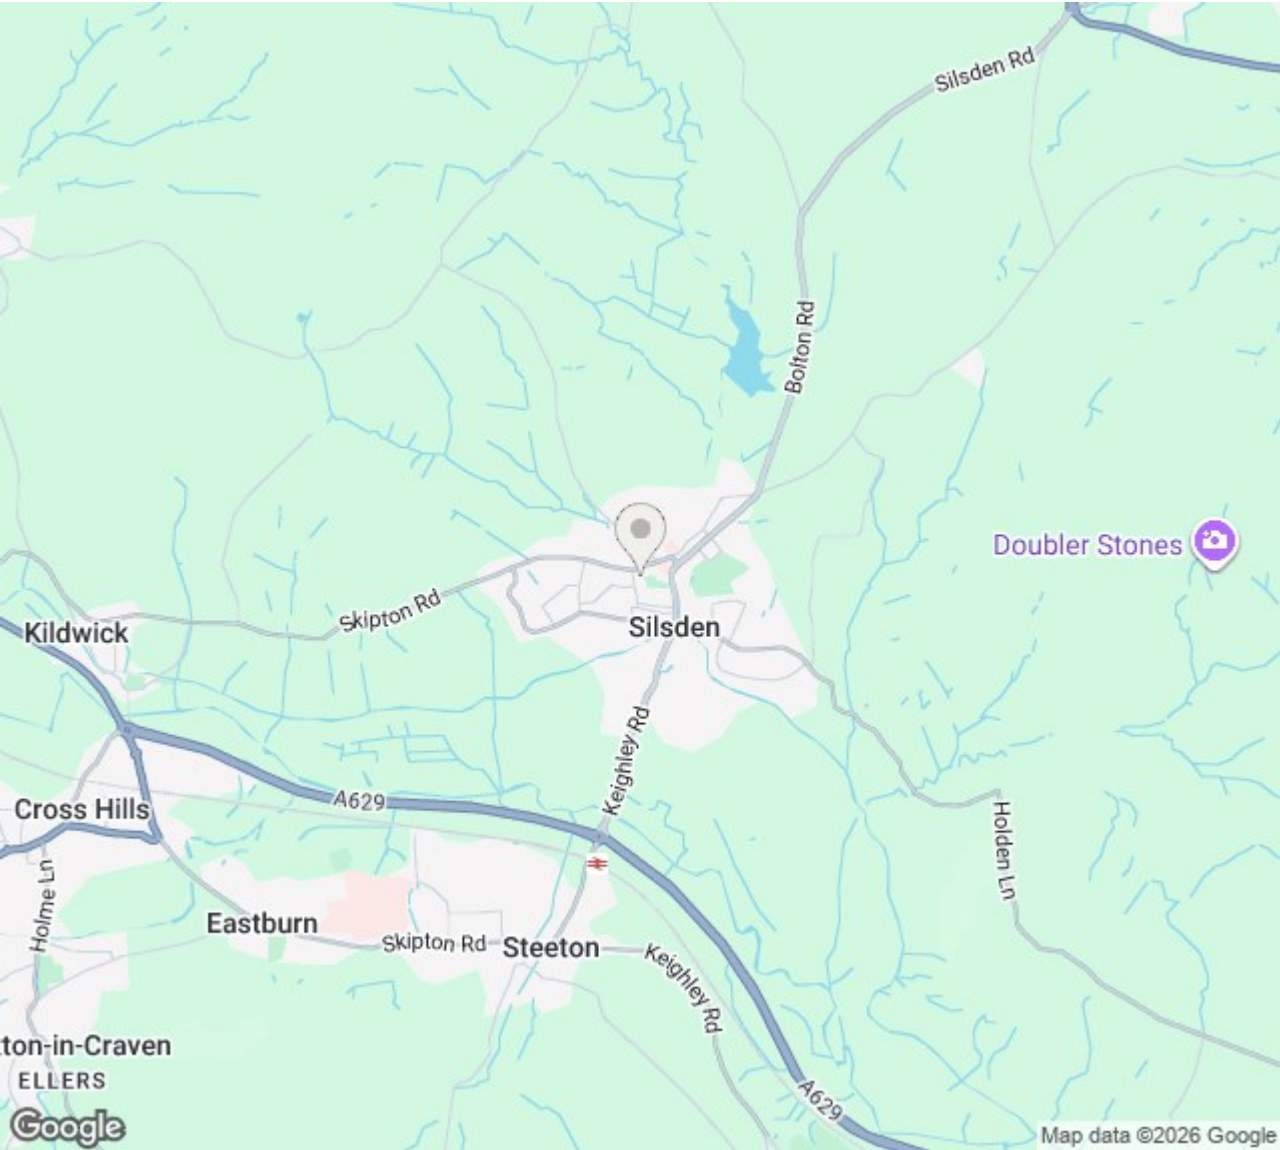 Silsden Rd
Bolton Rd
Doubler Stones
Skipton Rd
Kildwick
Silsden
Keighley Rd
A629
Cross Hills
Holden Ln
Holme Ln
Eastburn
Skipton Rd
Steeton
Keighley Rd
ton-in-Craven
ELLERS
A629
Google
Map data ©2026 Google